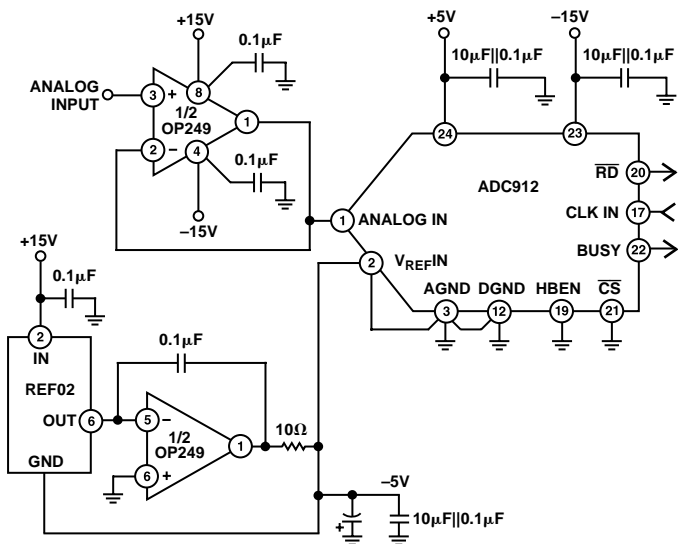 +15V
0.1µF
ANALOG
INPUT
3
+
8
1/2
OP249
1
2
–
4
0.1µF
–15V
+5V
–15V
10µF||0.1µF
10µF||0.1µF
24
23
ADC912
RD
20
CLK IN
17
BUSY
22
1
ANALOG IN
2
VREFIN
AGND
DGND
HBEN
CS
3
12
19
21
+15V
0.1µF
2
IN
REF02
OUT
6
GND
0.1µF
5
–
1/2
OP249
6
+
1
10Ω
–5V
+
10µF||0.1µF